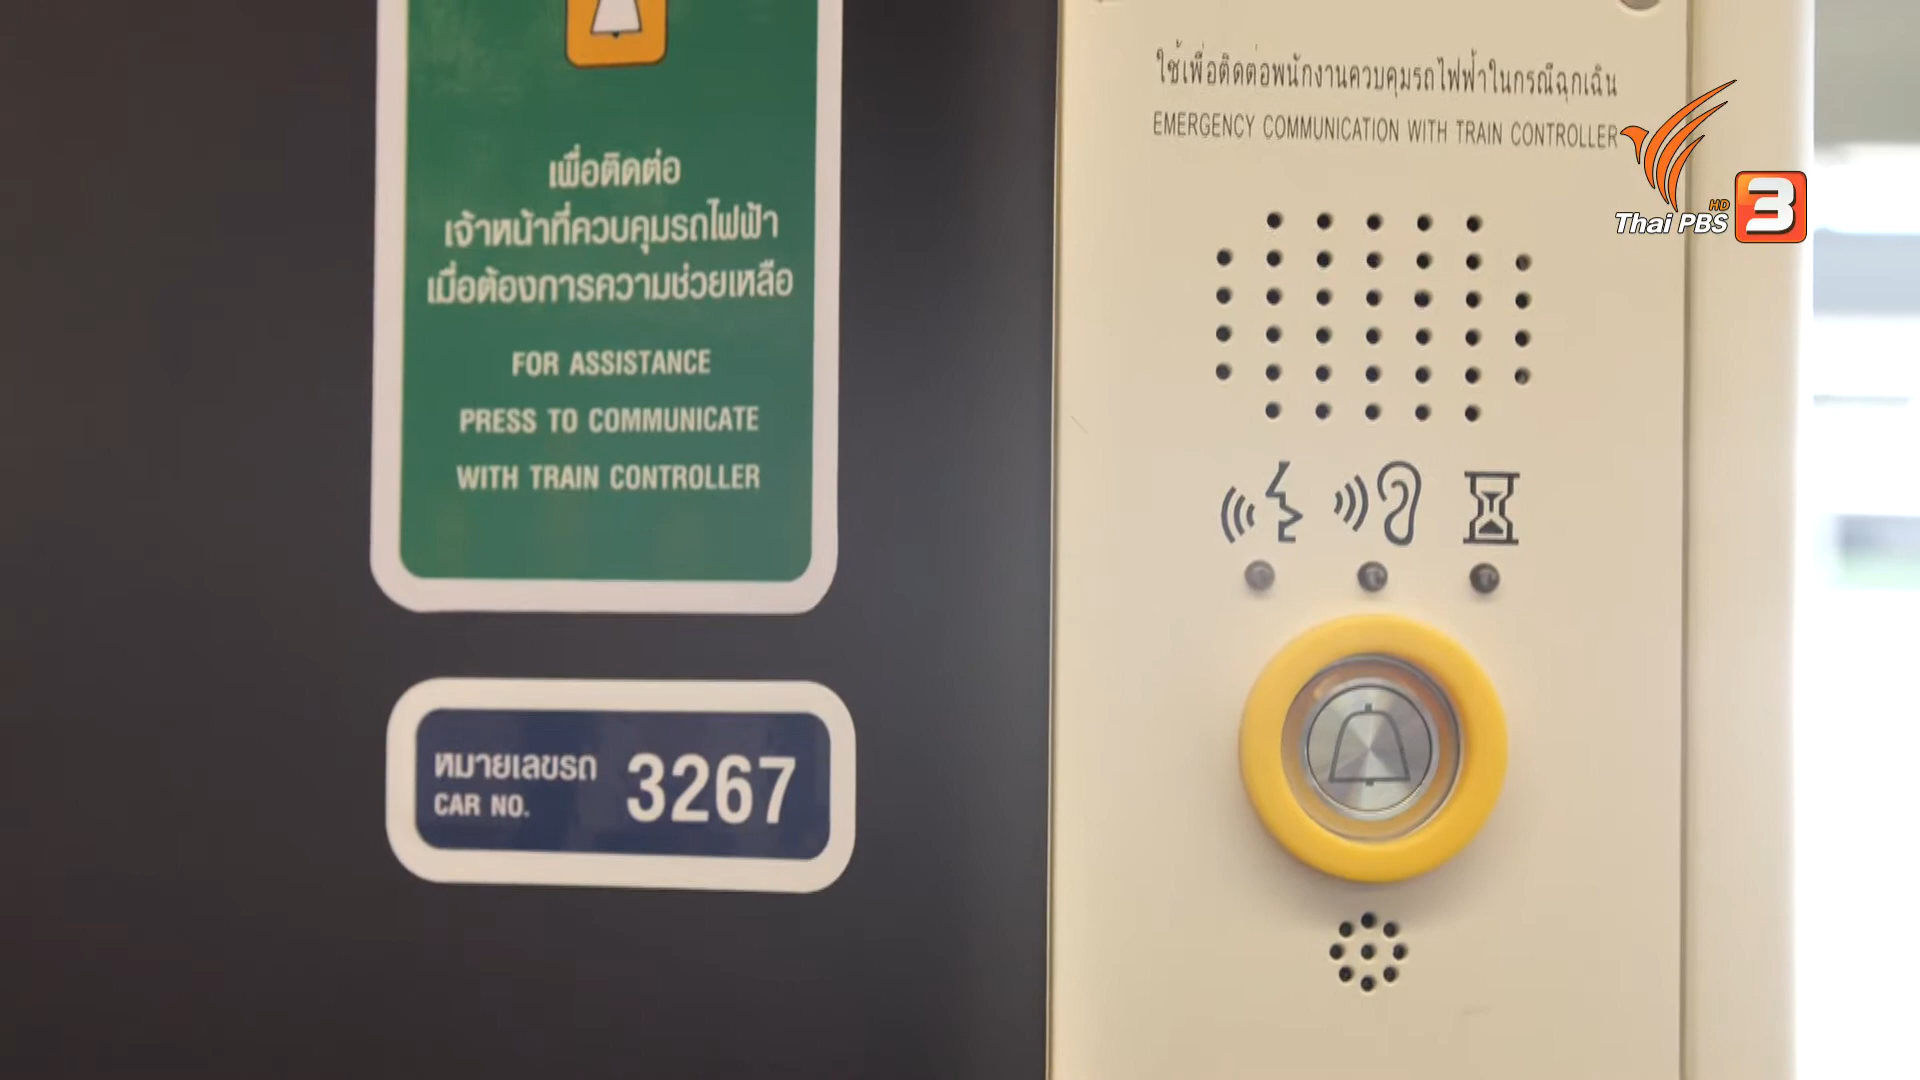 เพื่อติดต่อ
เจ้าหน้าที่ควบคุมรถไฟฟ้า
เมื่อต้องการความช่วยเหลือ
FOR ASSISTANCE
PRESS TO COMMUNICATE
WITH TRAIN CONTROLLER
หมายเลขรถ
CAR NO.
3267
ใช้เพื่อติดต่อพนักงานควบคุมรถไฟฟ้าในกรณีฉุกเฉิน
EMERGENCY COMMUNICATION WITH TRAIN CONTROLLER
HD
Thai PBS 3